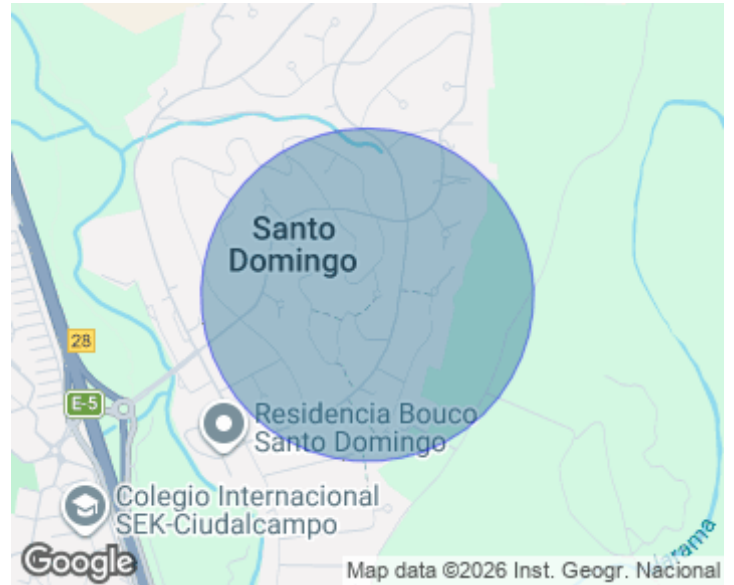 Santo
Domingo
28
E-5
Residencia Bouco
Santo Domingo
Colegio Internacional
SEK-Ciudalcampo
Google
Map data ©2026 Inst. Geogr. Nacional